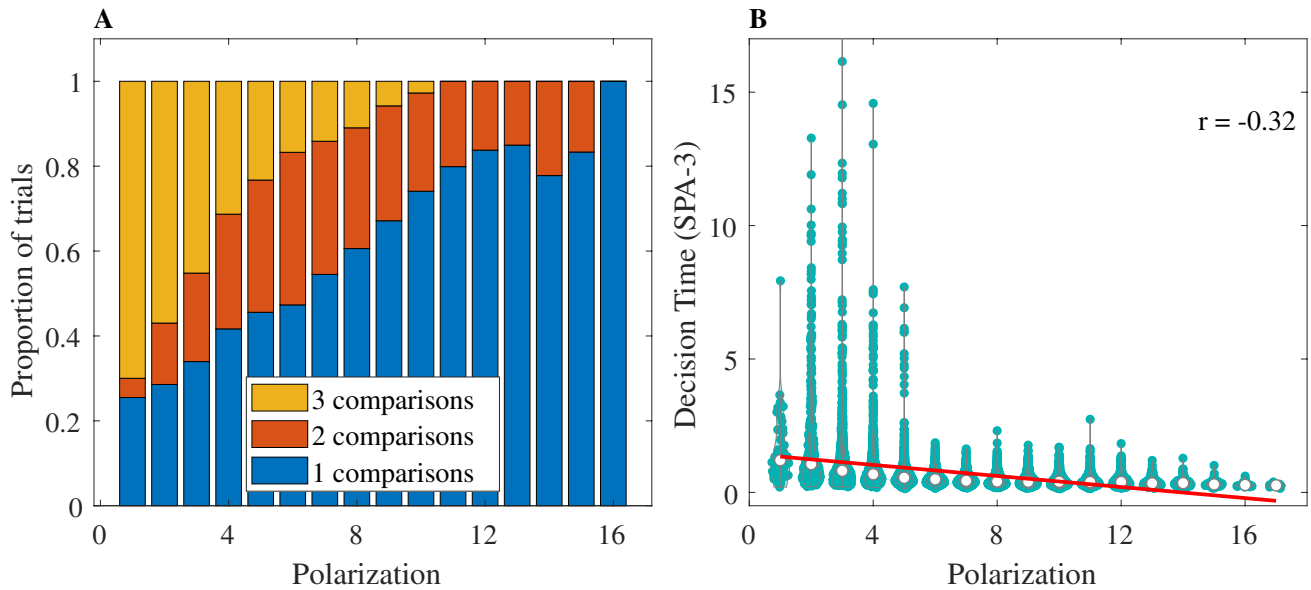 A
Proportion of trials
1
0.8
0.6
0.4
0.2
0
3 comparisons
2 comparisons
1 comparisons
0 4 8 12 16
Polarization
B
Decision Time (SPA-3)
15
10
5
0
r = -0.32
0 4 8 12 16
Polarization